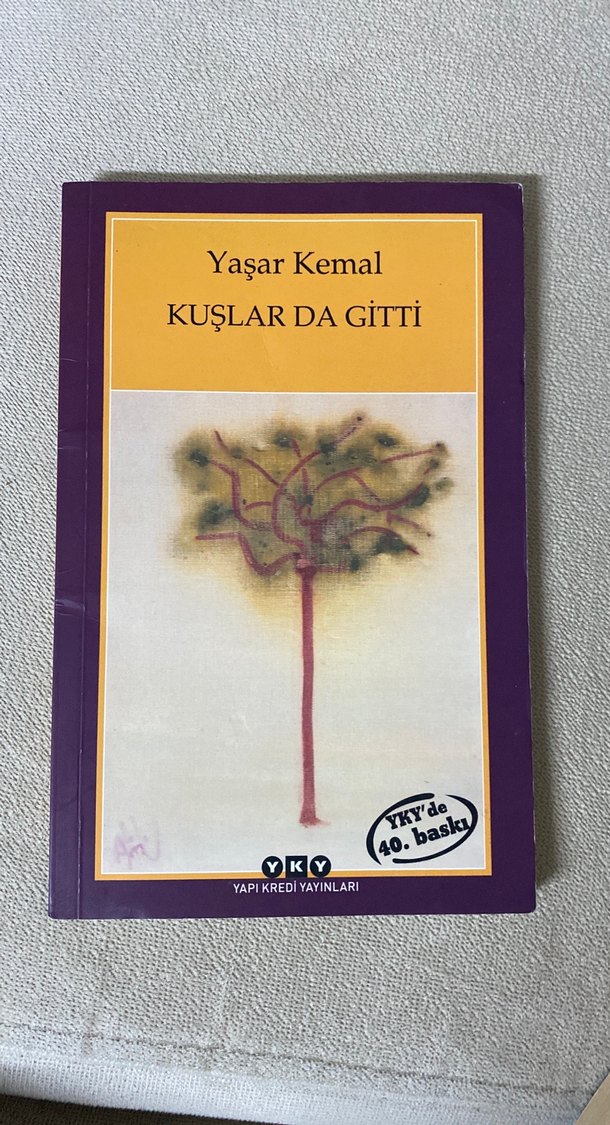 Yaşar Kemal
KUŞLAR DA GİTTİ
YKY'de
40. baskı
YKY
YAPI KREDİ YAYINLARI